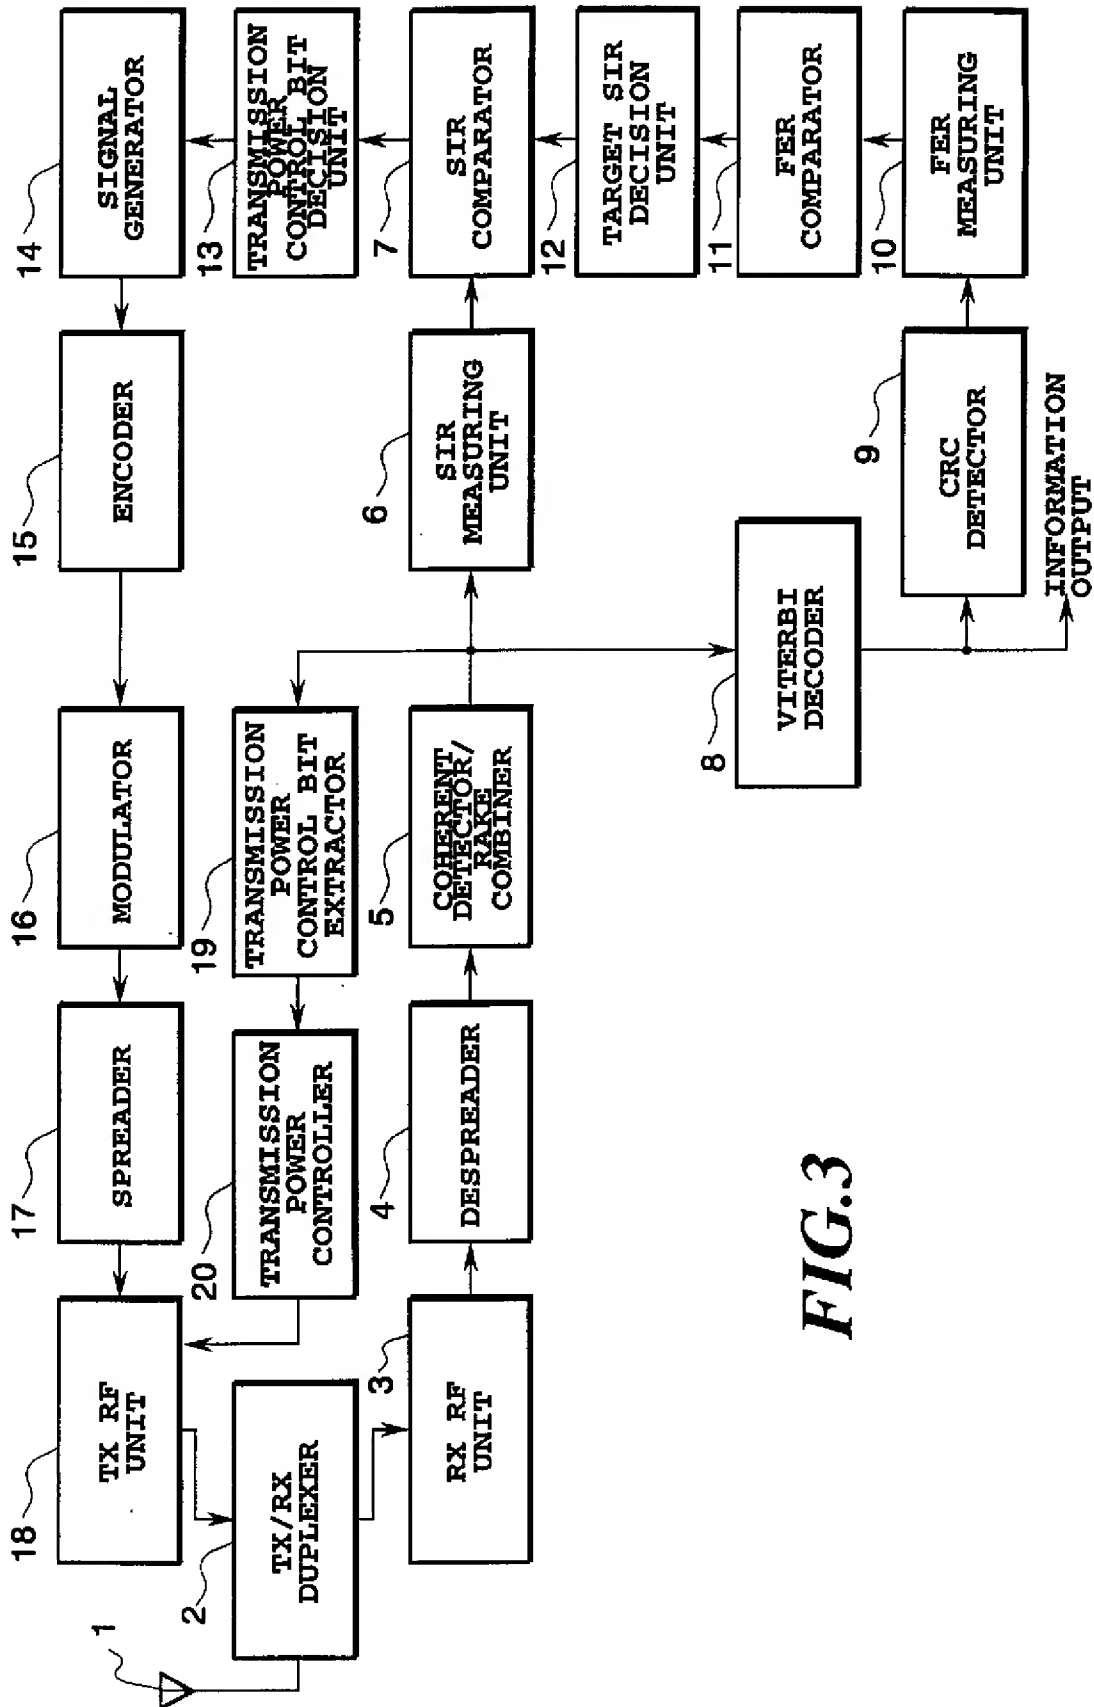 14
SIGNAL
GENERATOR
13
TRANSMISSION
POWER
CONTROL BIT
DECISION
UNIT
7
SIR
COMPARATOR
12
TARGET SIR
DECISION
UNIT
11
FER
COMPARATOR
10
FER
MEASURING
UNIT
15
ENCODER
6
SIR
MEASURING
UNIT
9
CRC
DETECTOR
INFORMATION
OUTPUT
16
MODULATOR
19
TRANSMISSION
POWER
CONTROL BIT
EXTRACTOR
5
COHERENT
DETECTOR/
RAKE
COMBINER
8
VITERBI
DECODER
17
SPREADER
20
TRANSMISSION
POWER
CONTROLLER
4
DESPREADER
18
TX RF
UNIT
2
TX/RX
DUPLEXER
3
RX RF
UNIT
1
FIG.3